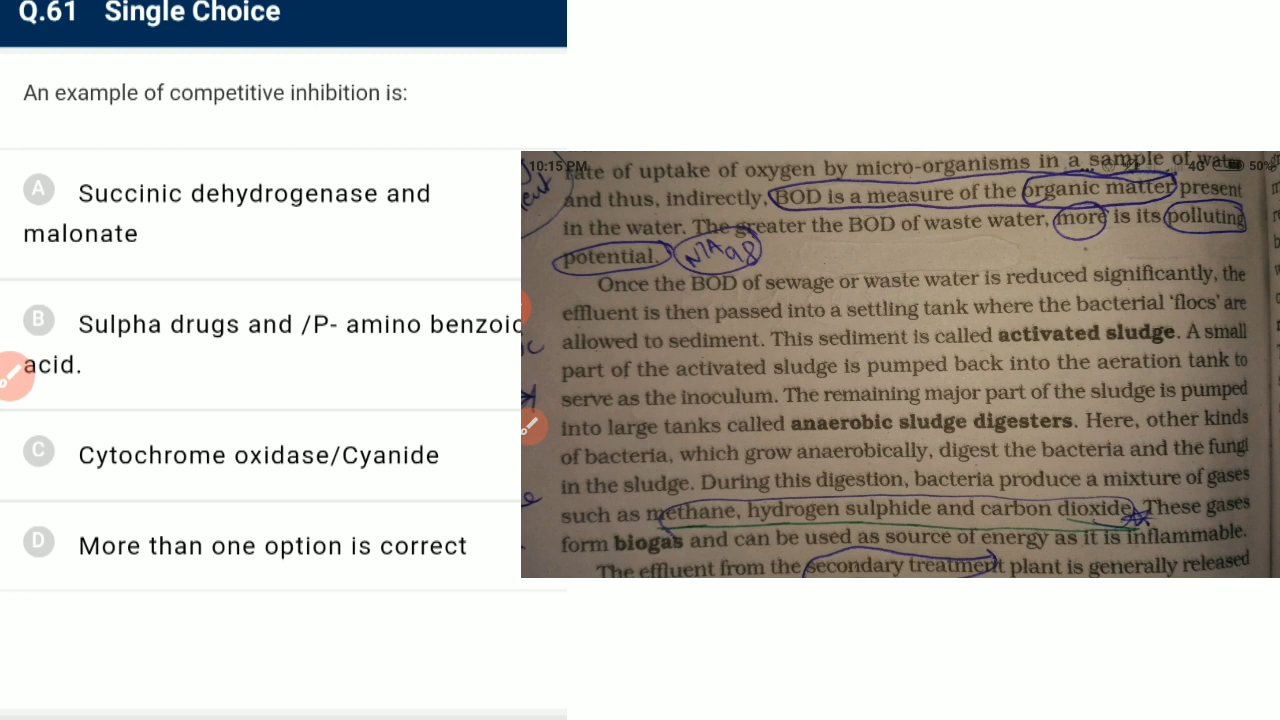 Q.61 Single Choice
An example of competitive inhibition is:
A Succinic dehydrogenase and
malonate
B Sulpha drugs and /P- amino benzoic
acid.
C Cytochrome oxidase/Cyanide
D More than one option is correct
10:15 PM
4G 50%
rate of uptake of oxygen by micro-organisms in a sample of water
and thus, indirectly, BOD is a measure of the organic matter present
in the water. The greater the BOD of waste water, more is its polluting
potential.
Once the BOD of sewage or waste water is reduced significantly, the
effluent is then passed into a settling tank where the bacterial ‘flocs’ are
allowed to sediment. This sediment is called activated sludge. A small
part of the activated sludge is pumped back into the aeration tank to
serve as the inoculum. The remaining major part of the sludge is pumped
into large tanks called anaerobic sludge digesters. Here, other kinds
of bacteria, which grow anaerobically, digest the bacteria and the fungi
in the sludge. During this digestion, bacteria produce a mixture of gases
such as methane, hydrogen sulphide and carbon dioxide. These gases
form biogas and can be used as source of energy as it is inflammable.
The effluent from the secondary treatment plant is generally released